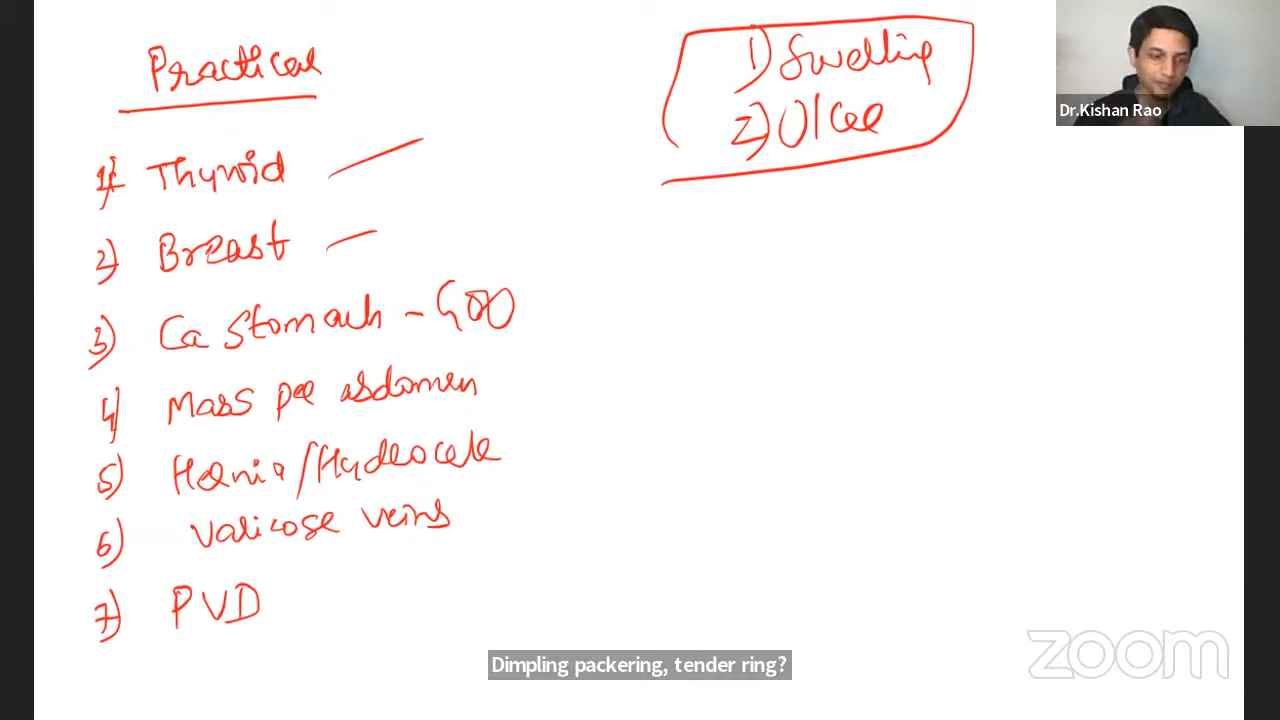 Practical
1) Thyroid
2) Breast
3) Ca Stomach - GOO
4) Mass per abdomen
5) Hernia / Hydrocele
6) Varicose veins
7) PVD
1) Swelling
2) Ulcer
Dr.Kishan Rao
Dimpling packering, tender ring?
zoom